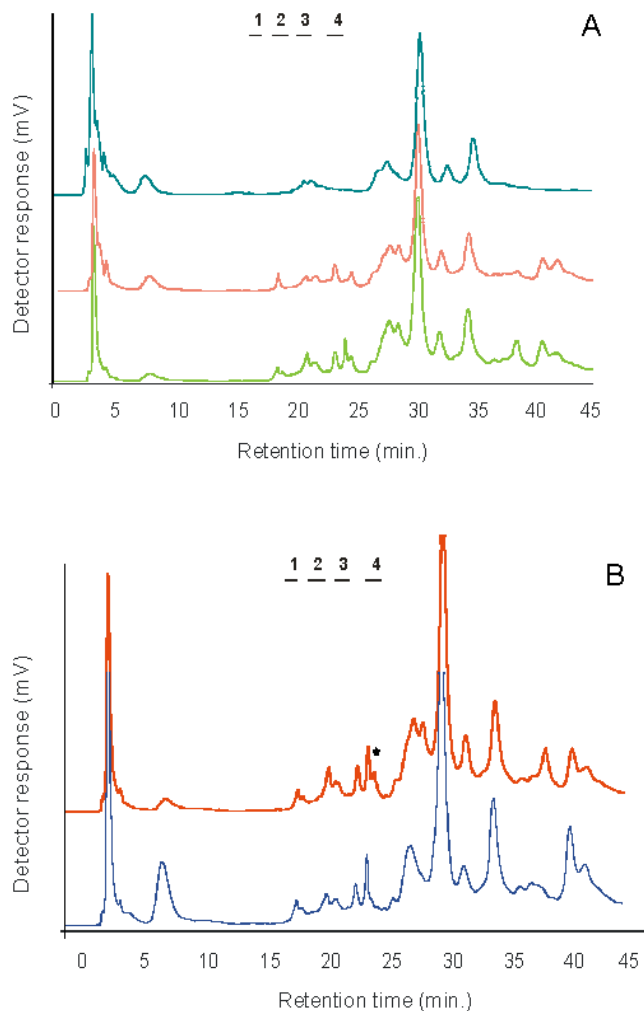 1 2 3 4
A
Detector response (mV)
0 5 10 15 20 25 30 35 40 45
Retention time (min.)
1 2 3 4
B
*
Detector response (mV)
0 5 10 15 20 25 30 35 40 45
Retention time (min.)